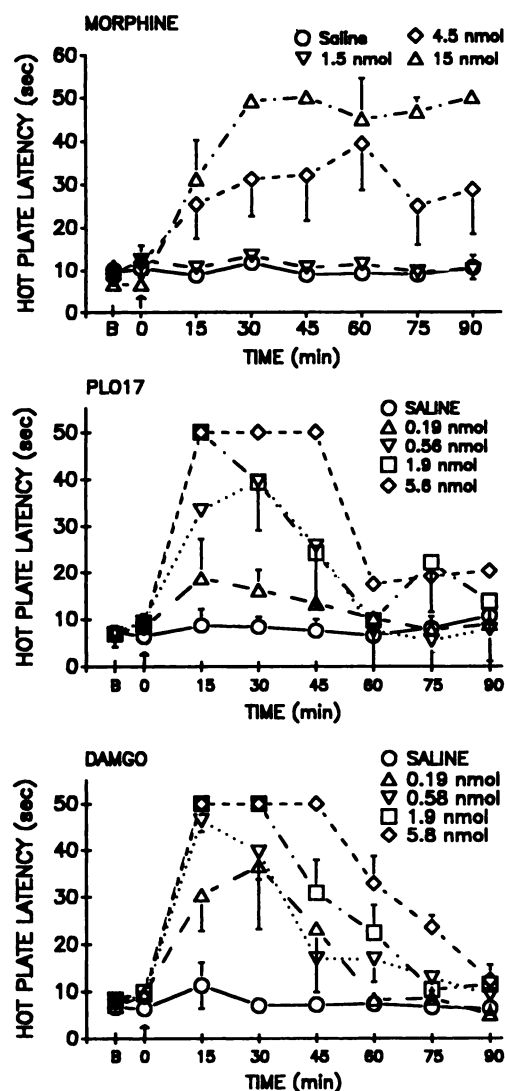 MORPHINE
Saline
4.5 nmol
1.5 nmol
15 nmol
HOT PLATE LATENCY (sec)
60
50
40
30
20
10
0
B 0 15 30 45 60 75 90
TIME (min)
PLO17
SALINE
0.19 nmol
0.56 nmol
1.9 nmol
5.6 nmol
HOT PLATE LATENCY (sec)
50
40
30
20
10
0
B 0 15 30 45 60 75 90
TIME (min)
DAMGO
SALINE
0.19 nmol
0.58 nmol
1.9 nmol
5.8 nmol
HOT PLATE LATENCY (sec)
50
40
30
20
10
0
B 0 15 30 45 60 75 90
TIME (min)